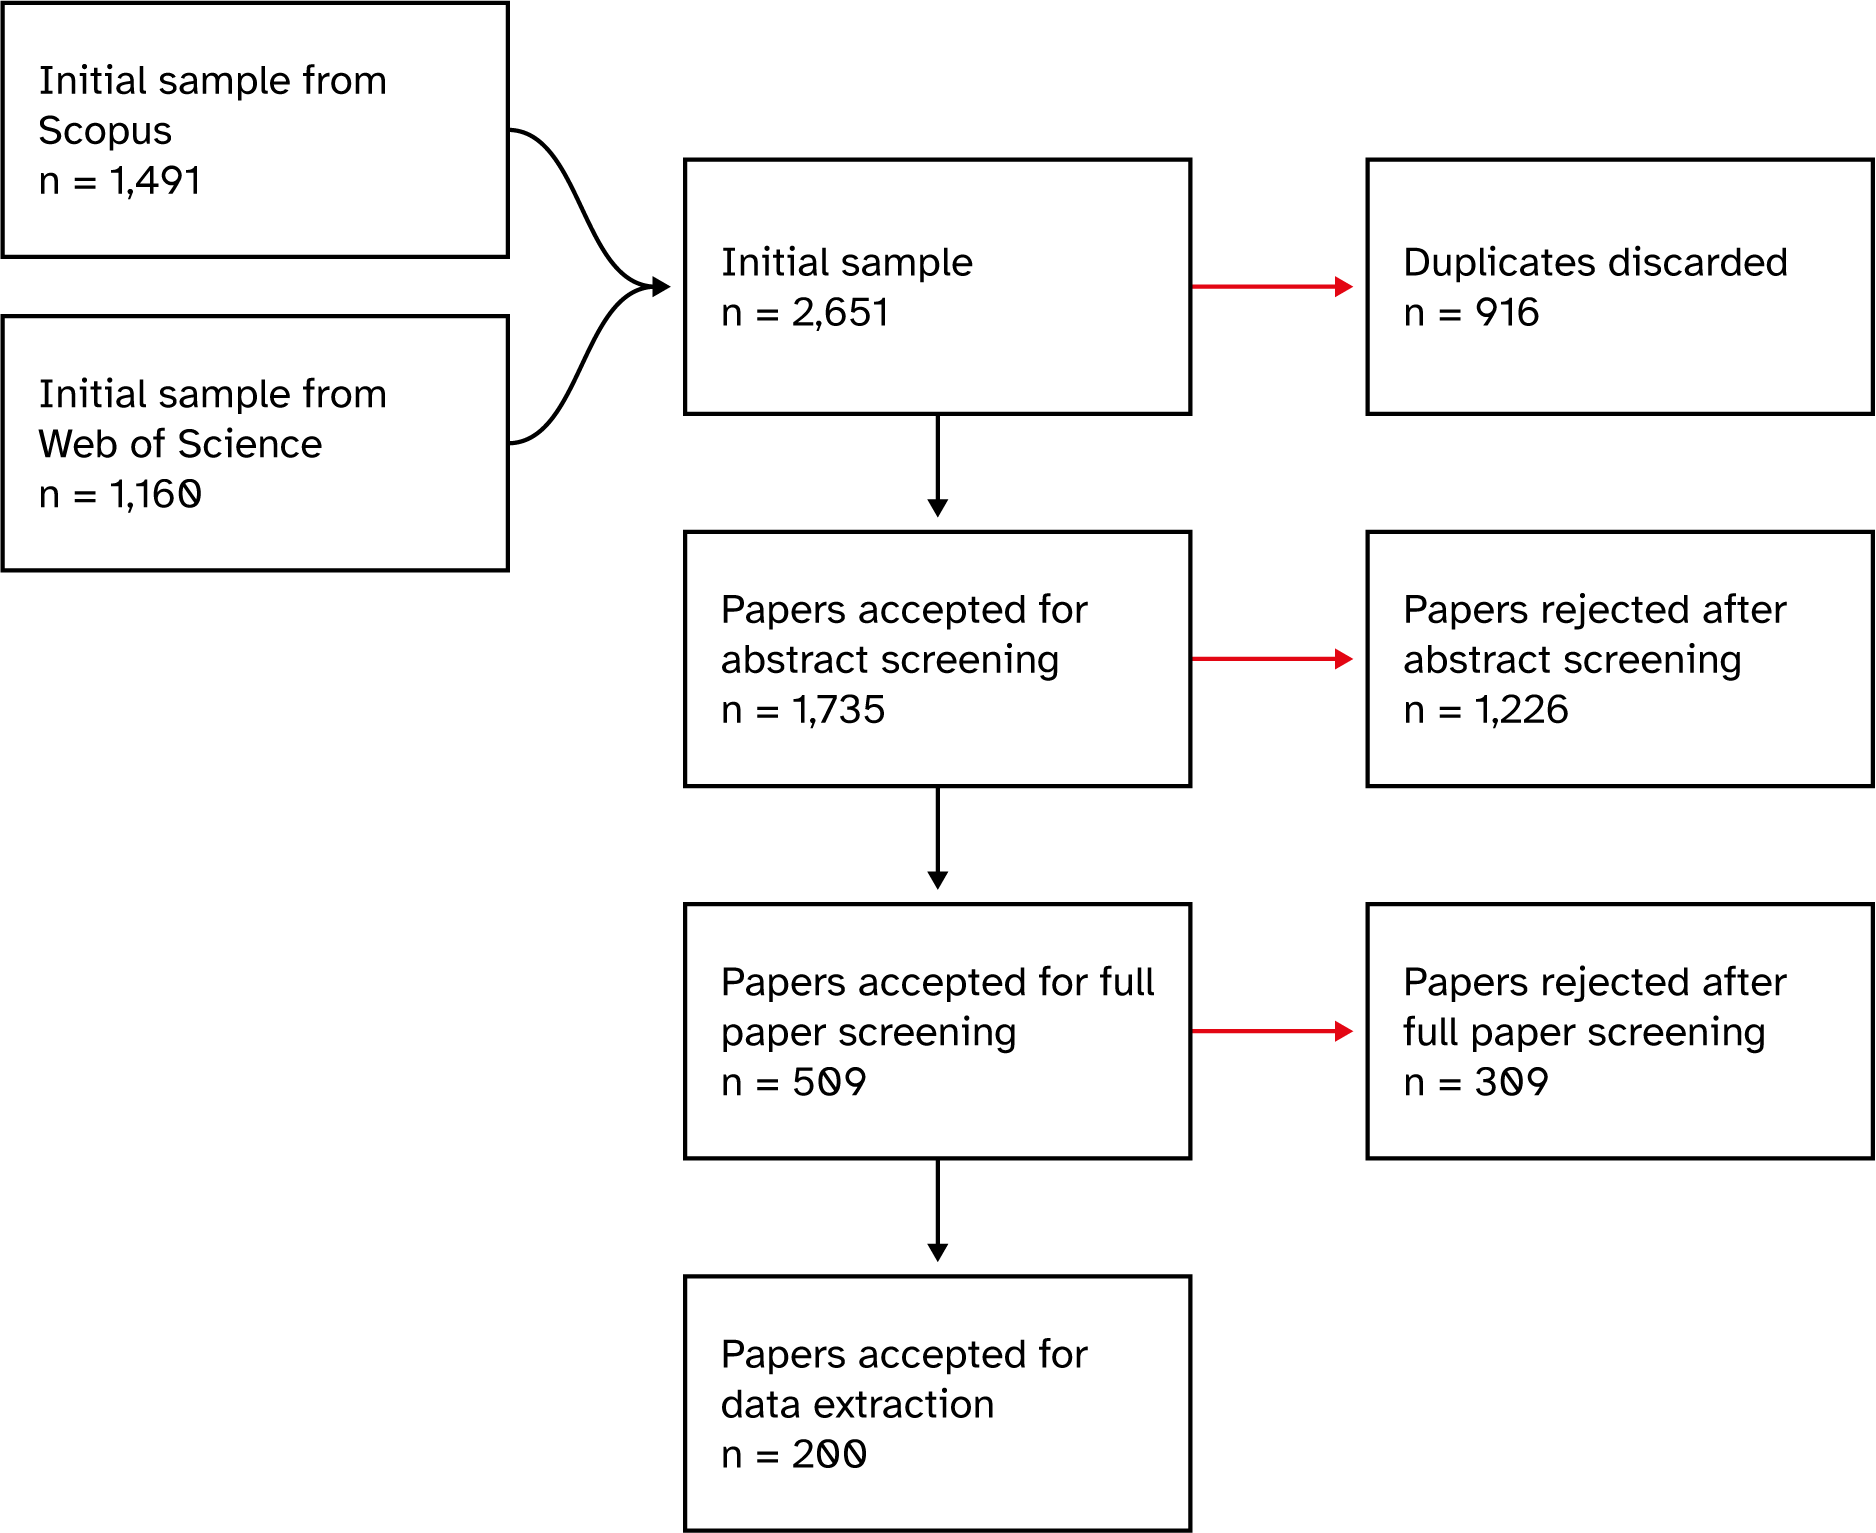 Initial sample from
Scopus
n = 1,491
Initial sample from
Web of Science
n = 1,160
Initial sample
n = 2,651
Duplicates discarded
n = 916
Papers accepted for
abstract screening
n = 1,735
Papers rejected after
abstract screening
n = 1,226
Papers accepted for full
paper screening
n = 509
Papers rejected after
full paper screening
n = 309
Papers accepted for
data extraction
n = 200